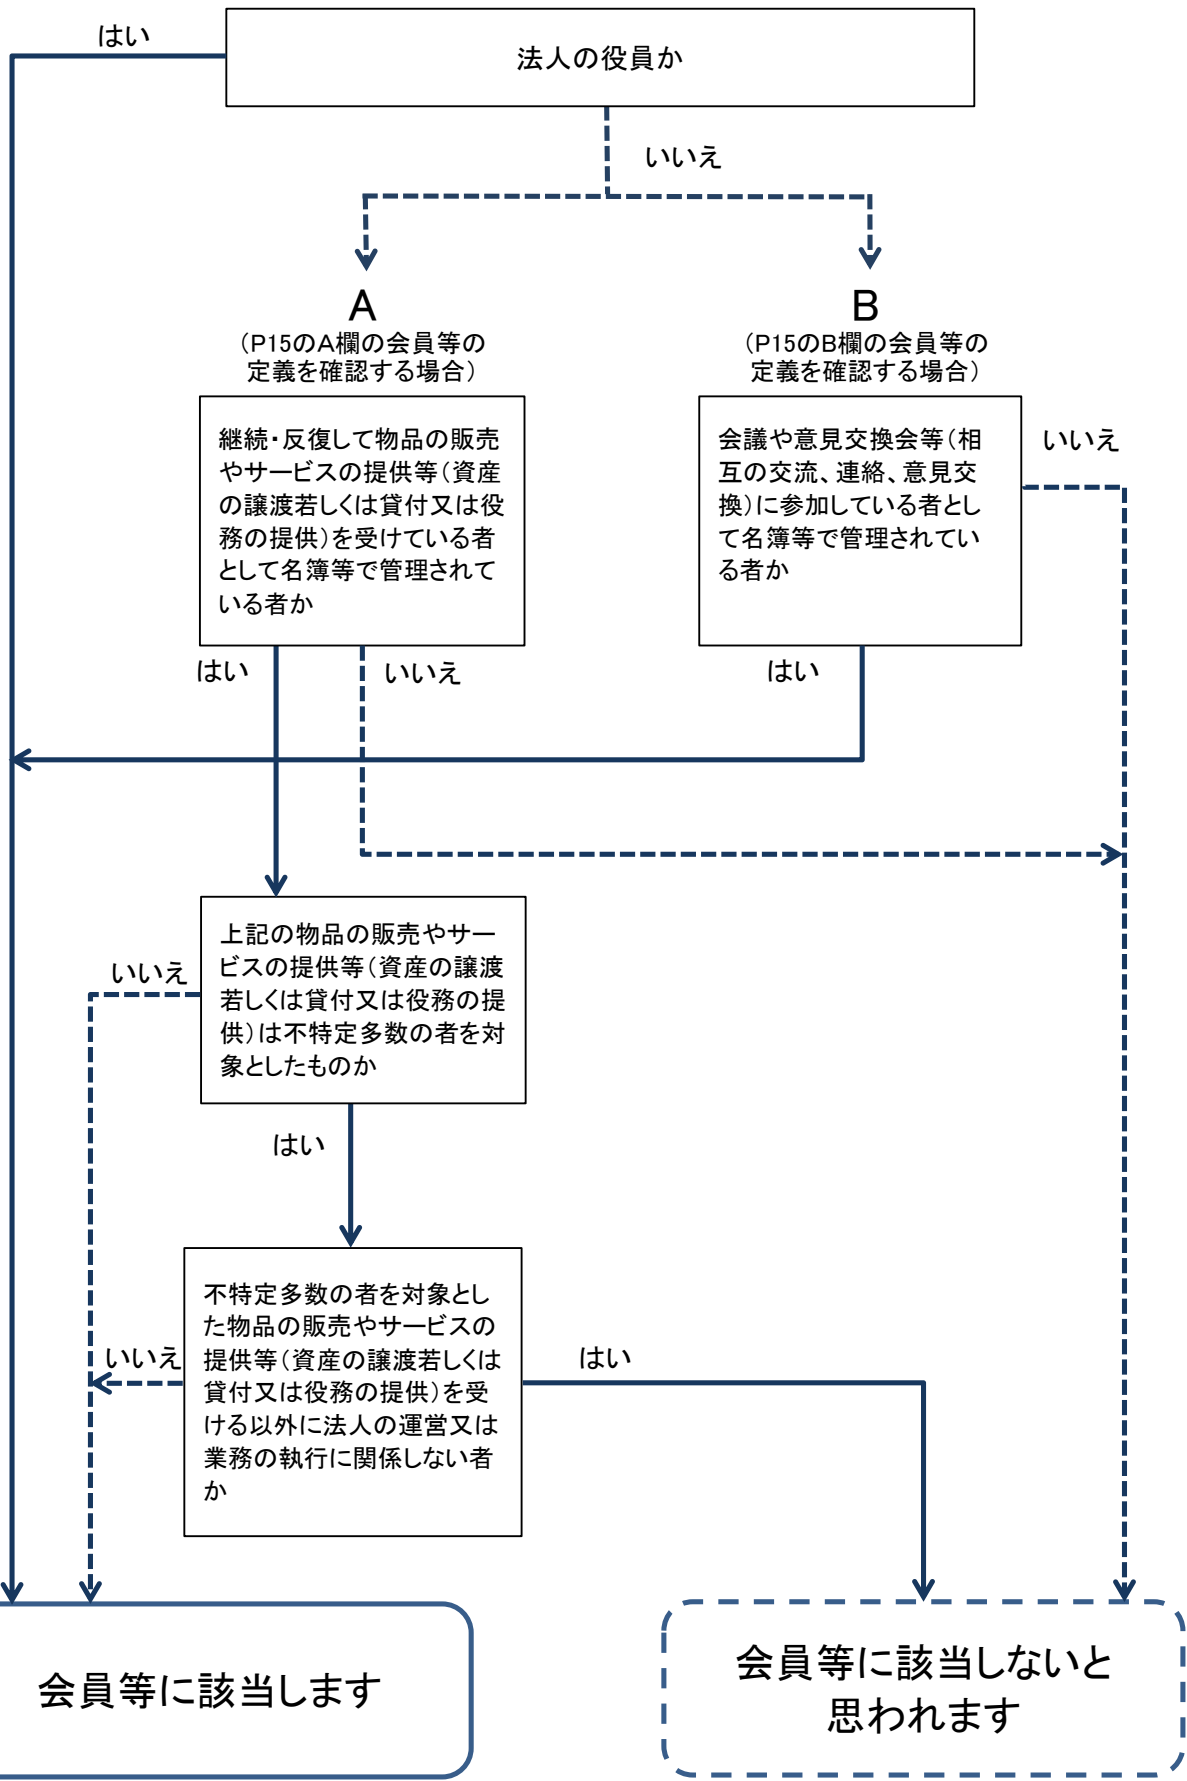 はい
法人の役員か
いいえ
A
(P15のA欄の会員等の
定義を確認する場合)
B
(P15のB欄の会員等の
定義を確認する場合)
継続・反復して物品の販売
やサービスの提供等(資産
の譲渡若しくは貸付又は役
務の提供)を受けている者
として名簿等で管理されて
いる者か
会議や意見交換会等(相
互の交流、連絡、意見交
換)に参加している者とし
て名簿等で管理されてい
る者か
いいえ
はい
いいえ
はい
上記の物品の販売やサー
ビスの提供等(資産の譲渡
若しくは貸付又は役務の提
供)は不特定多数の者を対
象としたものか
いいえ
はい
不特定多数の者を対象とし
た物品の販売やサービスの
提供等(資産の譲渡若しくは
貸付又は役務の提供)を受
ける以外に法人の運営又は
業務の執行に関係しない者
か
いいえ
はい
会員等に該当します
会員等に該当しないと
思われます